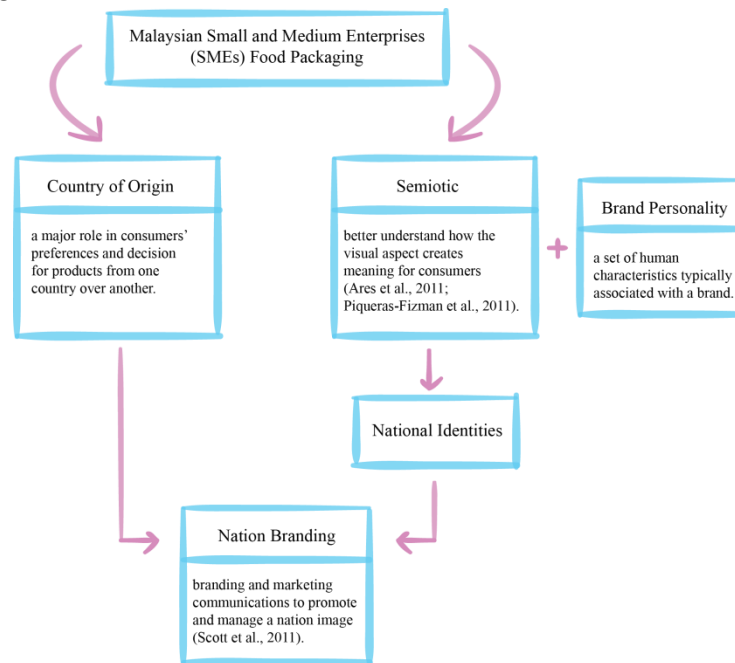 Malaysian Small and Medium Enterprises
(SMEs) Food Packaging
Country of Origin
a major role in consumers'
preferences and decision
for products from one
country over another.
Semiotic
better understand how the
visual aspect creates
meaning for consumers
(Ares et al., 2011;
Piqueras-Fizman et al., 2011).
+
Brand Personality
a set of human
characteristics typically
associated with a brand.
National Identities
Nation Branding
branding and marketing
communications to promote
and manage a nation image
(Scott et al., 2011).